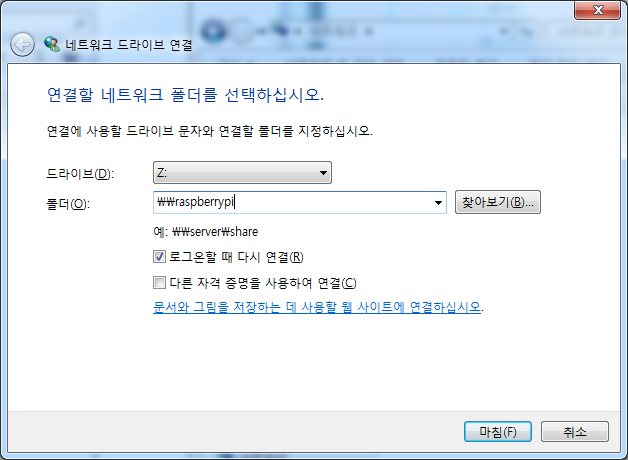 네트워크 드라이브 연결
연결할 네트워크 폴더를 선택하십시오.
연결에 사용할 드라이브 문자와 연결할 폴더를 지정하십시오.
드라이브(D): Z:
폴더(O): ₩₩raspberrypi 찾아보기(B)...
예: ₩₩server₩share
로그온할 때 다시 연결(R)
다른 자격 증명을 사용하여 연결(C)
문서와 그림을 저장하는 데 사용할 웹 사이트에 연결하십시오.
마침(F) 취소